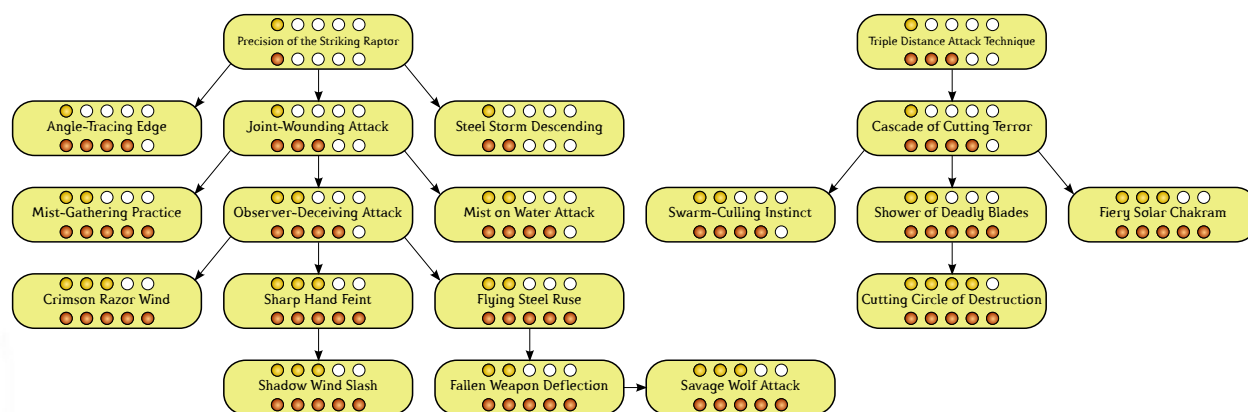 Precision of the Striking Raptor
Triple Distance Attack Technique
Angle-Tracing Edge
Joint-Wounding Attack
Steel Storm Descending
Cascade of Cutting Terror
Mist-Gathering Practice
Observer-Deceiving Attack
Mist on Water Attack
Swarm-Culling Instinct
Shower of Deadly Blades
Fiery Solar Chakram
Crimson Razor Wind
Sharp Hand Feint
Flying Steel Ruse
Cutting Circle of Destruction
Shadow Wind Slash
Fallen Weapon Deflection
Savage Wolf Attack